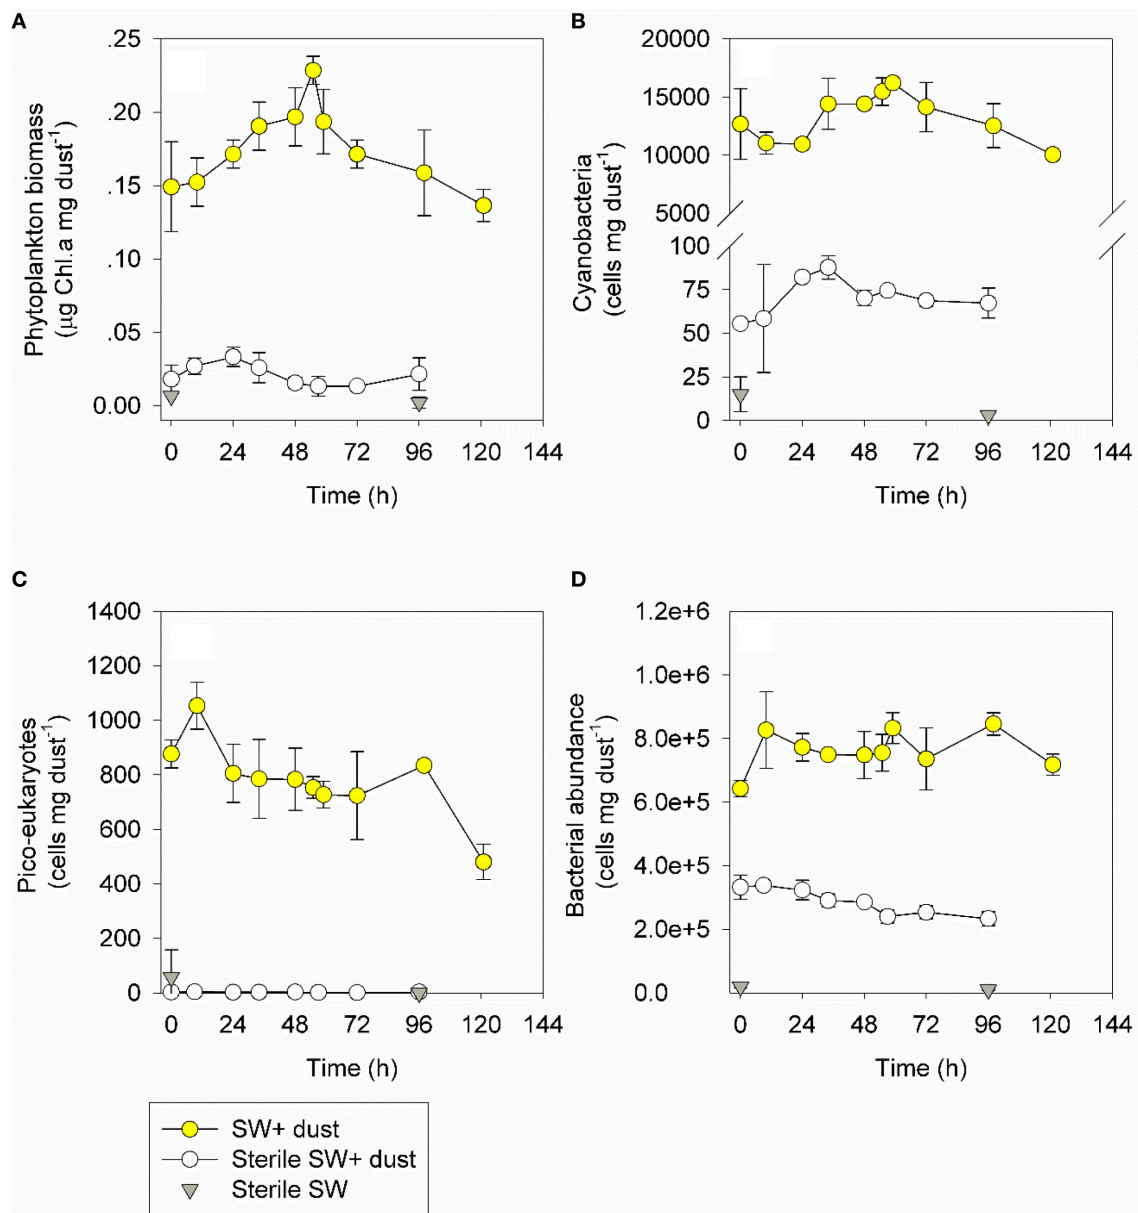 A
Phytoplankton biomass
(µg Chl.a mg dust⁻¹)
.25
.20
.15
.10
.05
0.00
0 24 48 72 96 120 144
Time (h)
B
Cyanobacteria
(cells mg dust⁻¹)
20000
15000
10000
5000
100
75
50
25
0
0 24 48 72 96 120 144
Time (h)
C
Pico-eukaryotes
(cells mg dust⁻¹)
1400
1200
1000
800
600
400
200
0
0 24 48 72 96 120 144
Time (h)
D
Bacterial abundance
(cells mg dust⁻¹)
1.2e+6
1.0e+6
8.0e+5
6.0e+5
4.0e+5
2.0e+5
0.0
0 24 48 72 96 120 144
Time (h)
SW+ dust
Sterile SW+ dust
Sterile SW